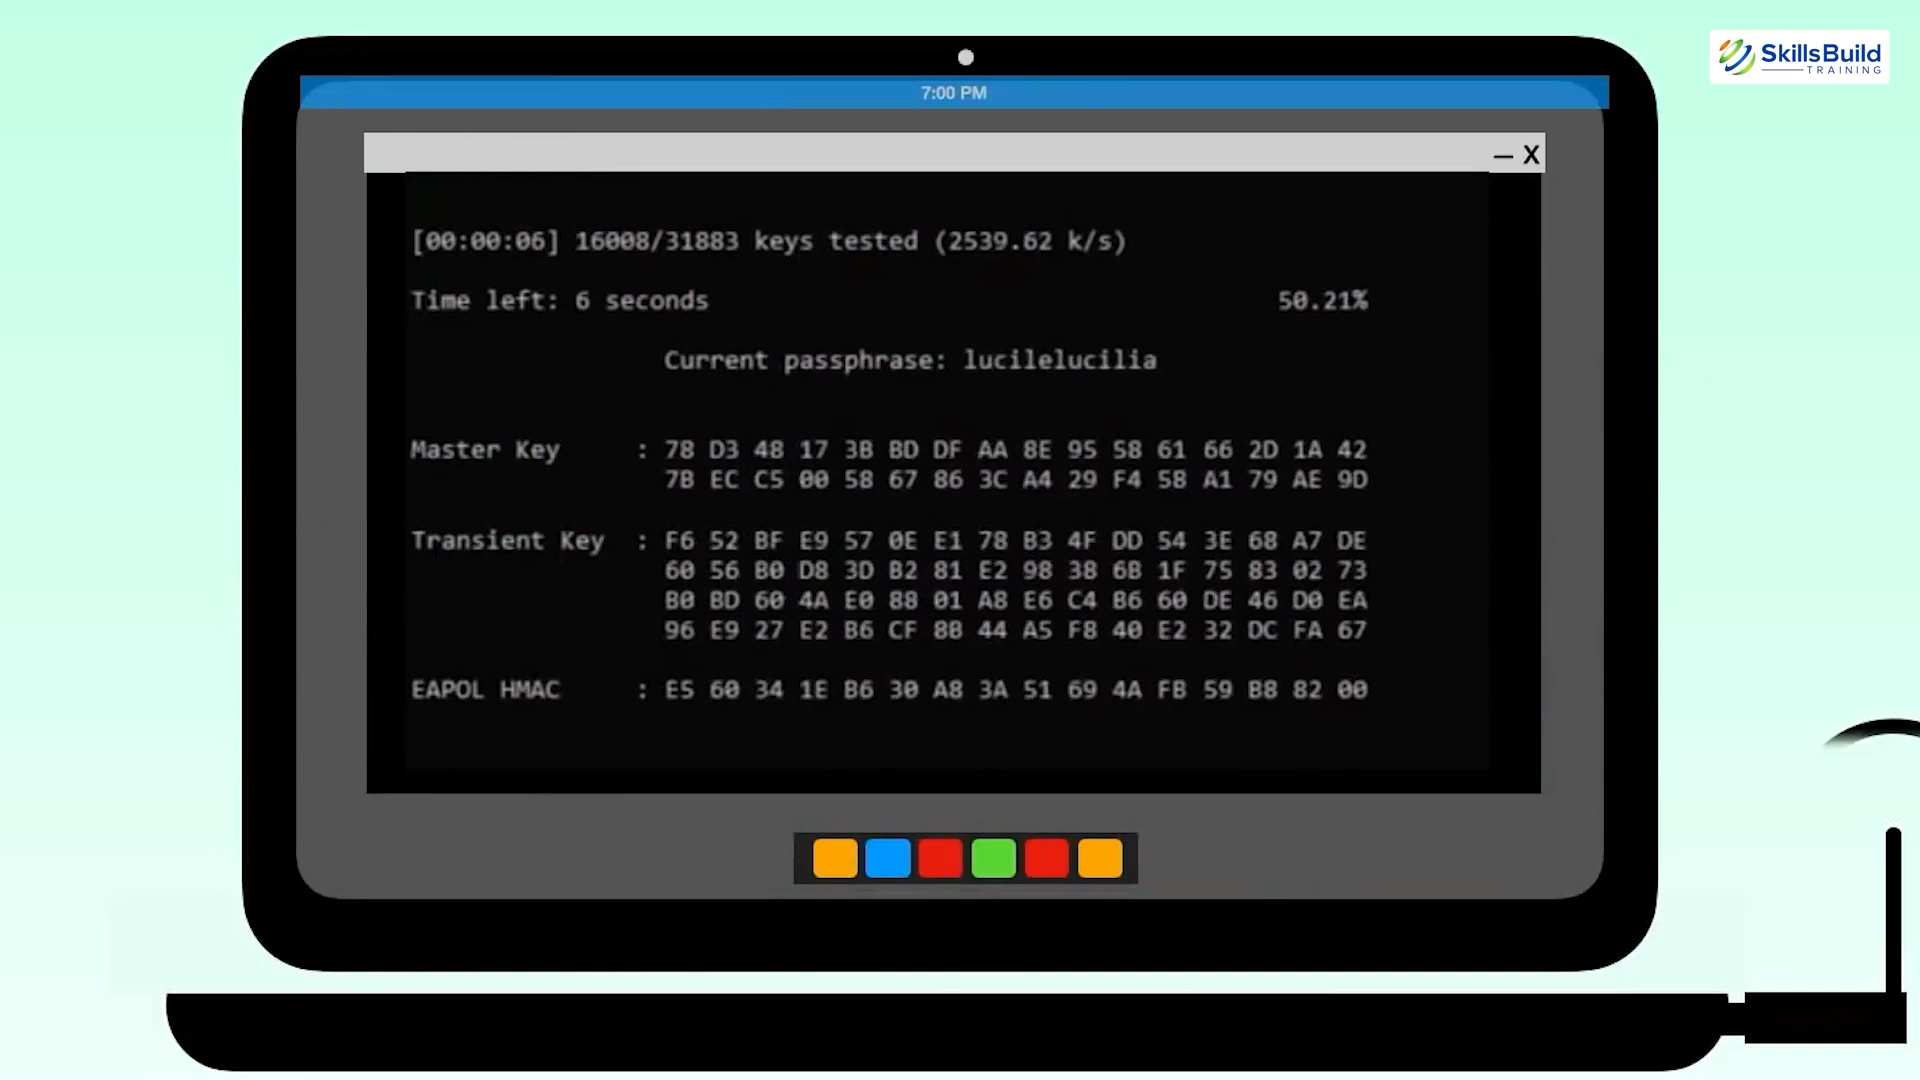 SkillsBuild
TRAINING
7:00 PM
— X
[00:00:06] 16008/31883 keys tested (2539.62 k/s)
Time left: 6 seconds 50.21%
Current passphrase: lucilelucilia
Master Key : 78 D3 48 17 3B BD DF AA 8E 95 58 61 66 2D 1A 42
7B EC C5 00 58 67 86 3C A4 29 F4 5B A1 79 AE 9D
Transient Key : F6 52 BF E9 57 0E E1 78 B3 4F DD 54 3E 68 A7 DE
60 56 B0 D8 3D B2 81 E2 98 38 6B 1F 75 83 02 73
B0 BD 60 4A E0 88 01 A8 E6 C4 B6 60 DE 46 D0 EA
96 E9 27 E2 B6 CF 8B 44 A5 F8 40 E2 32 DC FA 67
EAPOL HMAC : E5 60 34 1E B6 30 A8 3A 51 69 4A FB 59 B8 82 00